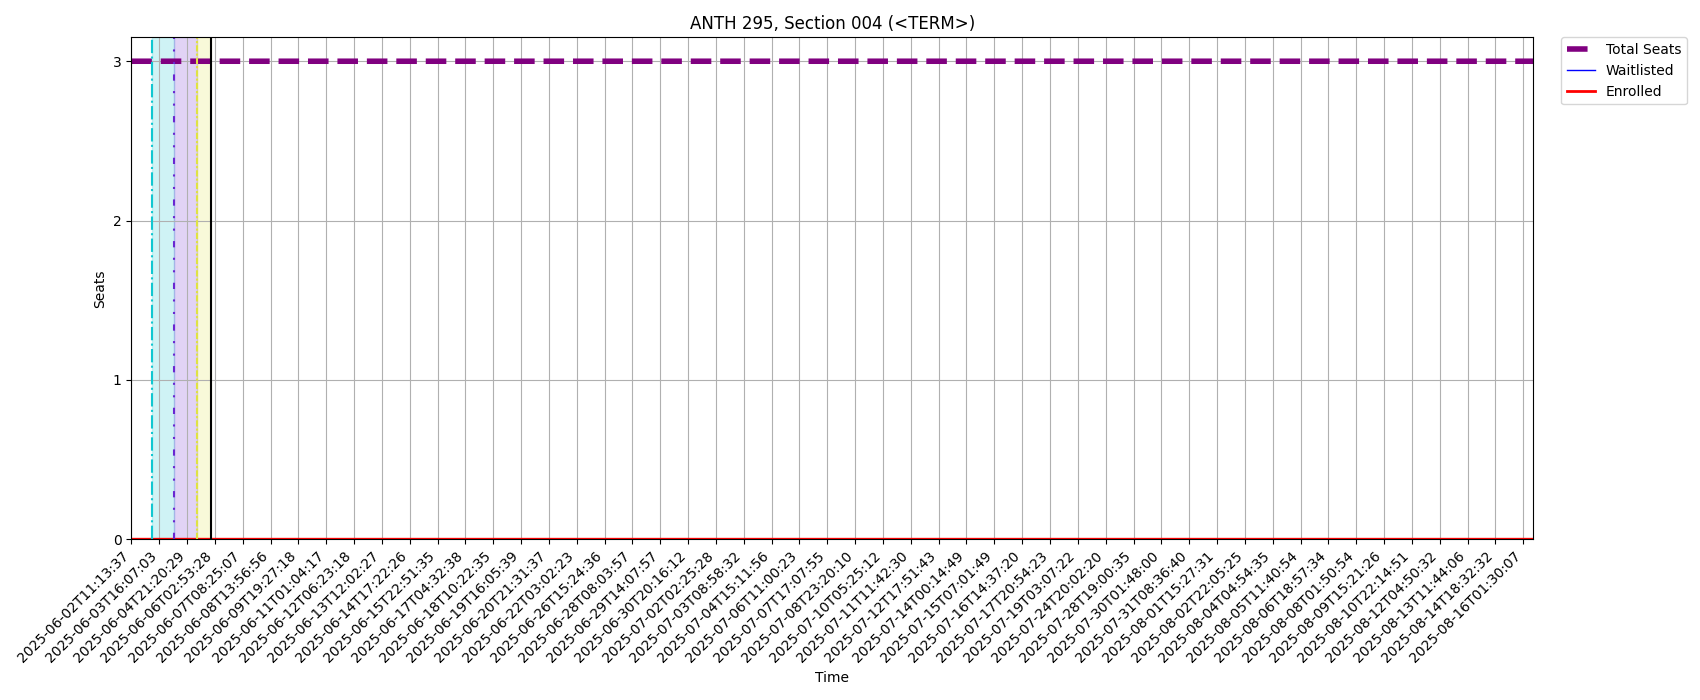 ANTH 295, Section 004 (<TERM>)
Total Seats
Waitlisted
Enrolled
Seats
3
2
1
0
2025-06-02T11:13:37
2025-06-03T16:07:03
2025-06-04T21:20:29
2025-06-06T02:53:28
2025-06-07T08:25:07
2025-06-08T13:56:56
2025-06-09T19:27:18
2025-06-11T01:04:17
2025-06-12T06:23:18
2025-06-13T12:02:27
2025-06-14T17:22:26
2025-06-15T22:51:35
2025-06-17T04:32:38
2025-06-18T10:22:35
2025-06-19T16:05:39
2025-06-20T21:31:37
2025-06-22T03:02:23
2025-06-26T15:24:36
2025-06-28T08:03:57
2025-06-29T14:07:57
2025-06-30T20:16:12
2025-07-02T02:25:28
2025-07-03T08:58:32
2025-07-04T15:11:56
2025-07-06T11:00:23
2025-07-07T17:07:55
2025-07-08T23:20:10
2025-07-10T05:25:12
2025-07-11T11:42:30
2025-07-12T17:51:43
2025-07-14T00:14:49
2025-07-15T07:01:49
2025-07-16T14:37:20
2025-07-17T20:54:23
2025-07-19T03:07:22
2025-07-24T20:02:20
2025-07-28T19:00:35
2025-07-30T01:48:00
2025-07-31T08:36:40
2025-08-01T15:27:31
2025-08-02T22:05:25
2025-08-04T04:54:35
2025-08-05T11:40:54
2025-08-06T18:57:34
2025-08-08T01:50:54
2025-08-09T15:21:26
2025-08-10T22:14:51
2025-08-12T04:50:32
2025-08-13T11:44:06
2025-08-14T18:32:32
2025-08-16T01:30:07
Time